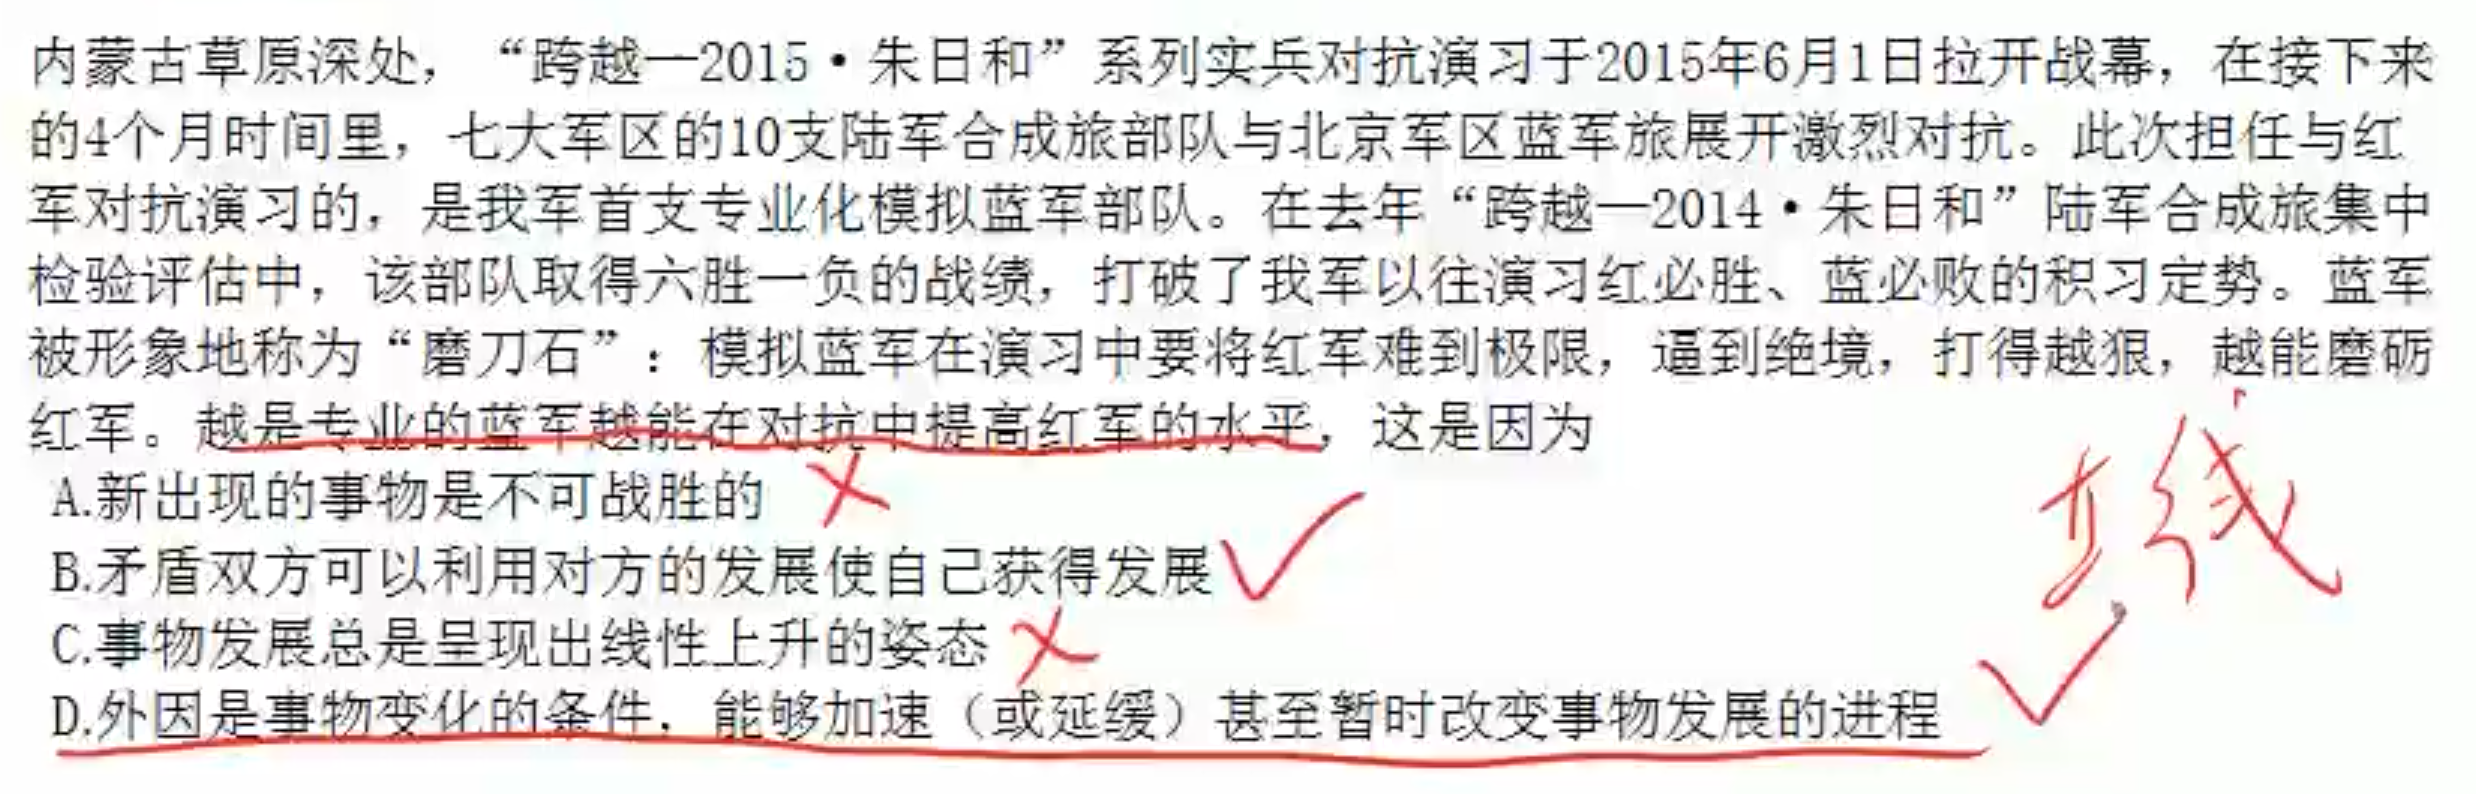 内蒙古草原深处，“跨越—2015·朱日和”系列实兵对抗演习于2015年6月1日拉开战幕，在接下来
的4个月时间里，七大军区的10支陆军合成旅部队与北京军区蓝军旅展开激烈对抗。此次担任与红
军对抗演习的，是我军首支专业化模拟蓝军部队。在去年“跨越—2014·朱日和”陆军合成旅集中
检验评估中，该部队取得六胜一负的战绩，打破了我军以往演习红必胜、蓝必败的积习定势。蓝军
被形象地称为“磨刀石”：模拟蓝军在演习中要将红军难到极限，逼到绝境，打得越狠，越能磨砺
红军。越是专业的蓝军越能在对抗中提高红军的水平，这是因为
A.新出现的事物是不可战胜的
B.矛盾双方可以利用对方的发展使自己获得发展
C.事物发展总是呈现出线性上升的姿态
D.外因是事物变化的条件，能够加速（或延缓）甚至暂时改变事物发展的进程